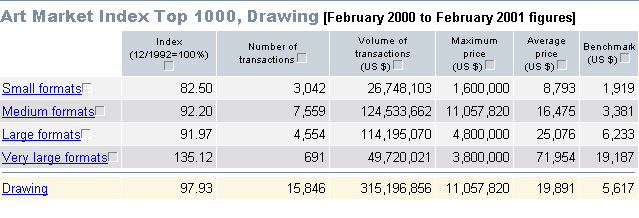 Art Market Index Top 1000, Drawing [February 2000 to February 2001 figures]
Index (12/1992=100%) Number of transactions Volume of transactions (US $) Maximum price (US $) Average price (US $) Benchmark (US $)
Small formats 82.50 3,042 26,748,103 1,600,000 8,793 1,919
Medium formats 92.20 7,559 124,533,662 11,057,820 16,475 3,381
Large formats 91.97 4,554 114,195,070 4,800,000 25,076 6,233
Very large formats 135.12 691 49,720,021 3,800,000 71,954 19,187
Drawing 97.93 15,846 315,196,856 11,057,820 19,891 5,617